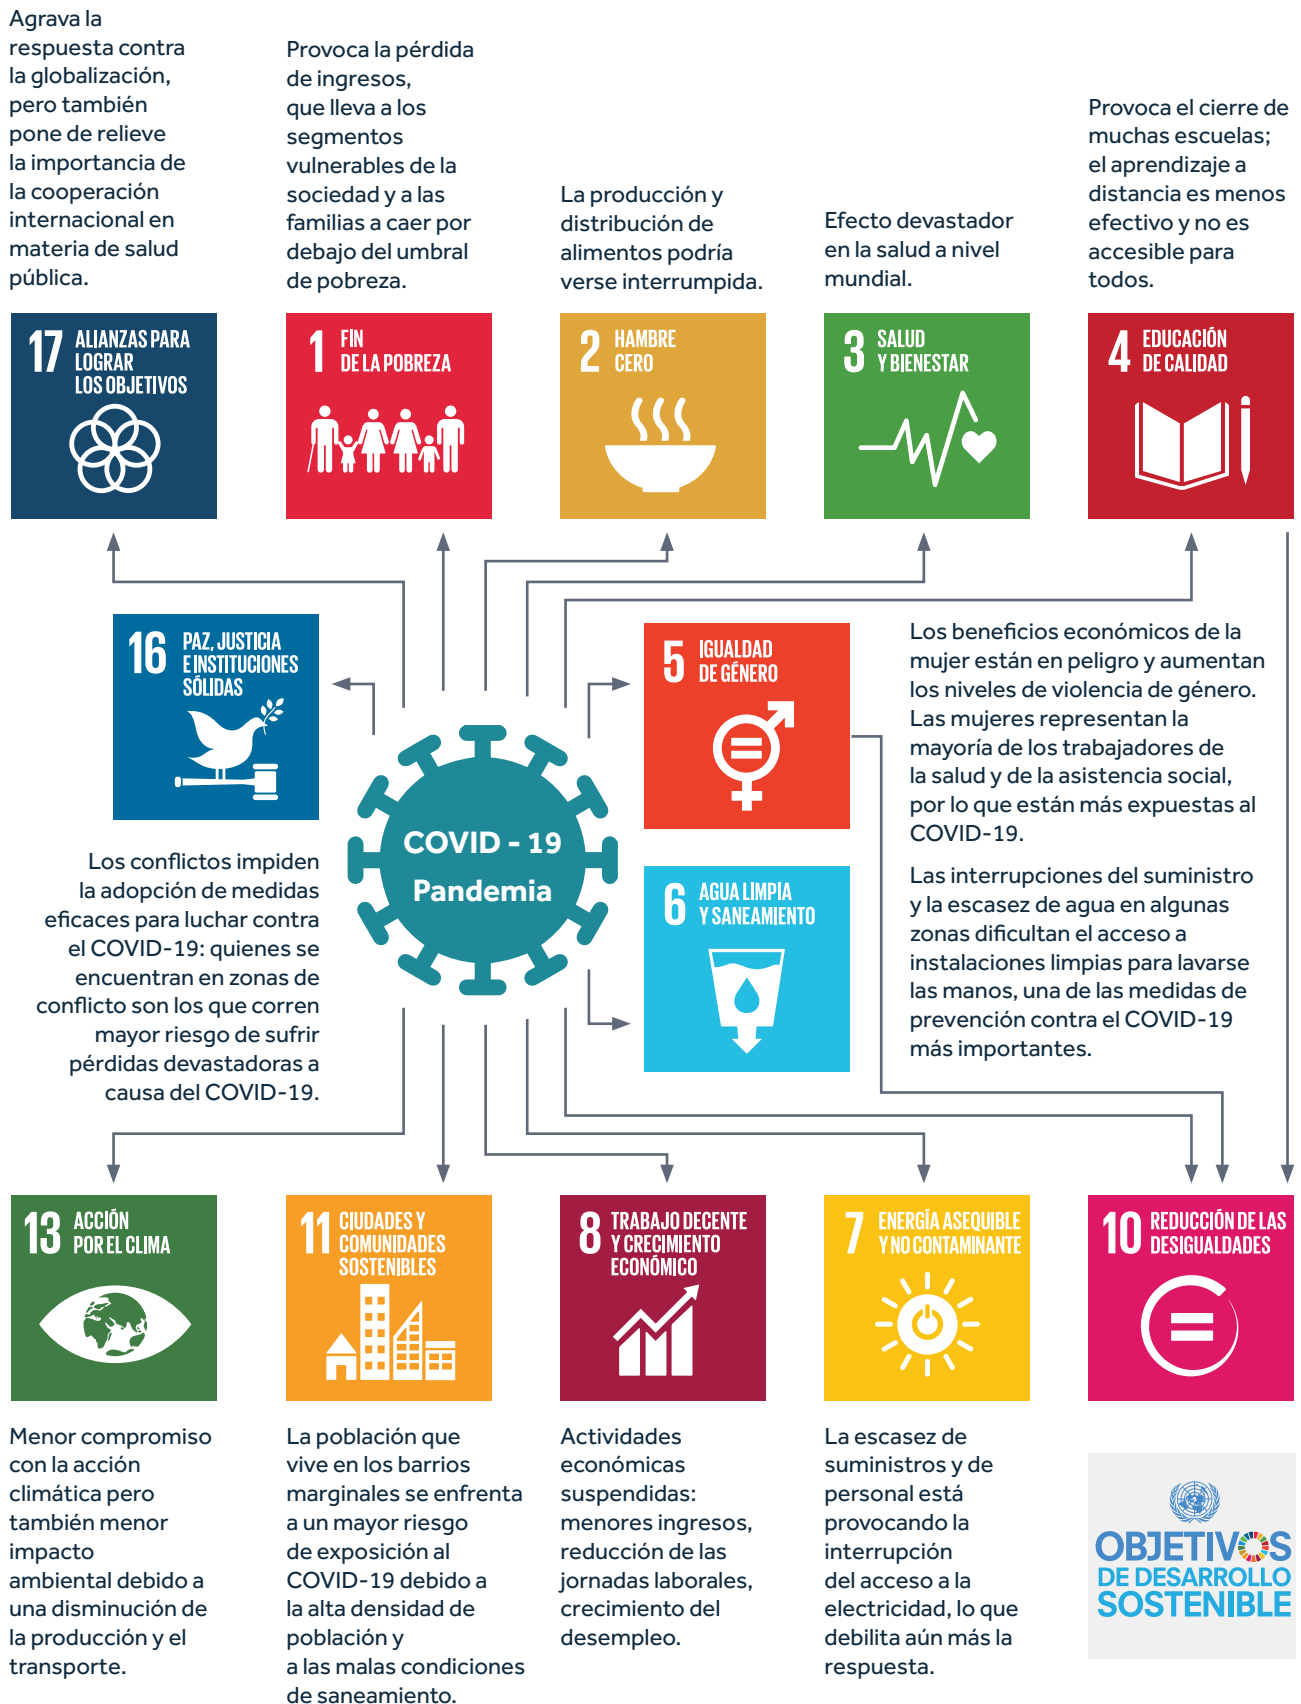 Agrava la
respuesta contra
la globalización,
pero también
pone de relieve
la importancia de
la cooperación
internacional en
materia de salud
pública.
Provoca la pérdida
de ingresos,
que lleva a los
segmentos
vulnerables de la
sociedad y a las
familias a caer por
debajo del umbral
de pobreza.
La producción y
distribución de
alimentos podría
verse interrumpida.
Efecto devastador
en la salud a nivel
mundial.
Provoca el cierre de
muchas escuelas;
el aprendizaje a
distancia es menos
efectivo y no es
accesible para
todos.
17 ALIANZAS PARA
LOGRAR
LOS OBJETIVOS
1 FIN
DE LA POBREZA
2 HAMBRE
CERO
3 SALUD
Y BIENESTAR
4 EDUCACIÓN
DE CALIDAD
16 PAZ, JUSTICIA
E INSTITUCIONES
SÓLIDAS
5 IGUALDAD
DE GÉNERO
Los beneficios económicos de la
mujer están en peligro y aumentan
los niveles de violencia de género.
Las mujeres representan la
mayoría de los trabajadores de
la salud y de la asistencia social,
por lo que están más expuestas al
COVID-19.
COVID - 19
Pandemia
Los conflictos impiden
la adopción de medidas
eficaces para luchar contra
el COVID-19: quienes se
encuentran en zonas de
conflicto son los que corren
mayor riesgo de sufrir
pérdidas devastadoras a
causa del COVID-19.
6 AGUA LIMPIA
Y SANEAMIENTO
Las interrupciones del suministro
y la escasez de agua en algunas
zonas dificultan el acceso a
instalaciones limpias para lavarse
las manos, una de las medidas de
prevención contra el COVID-19
más importantes.
13 ACCIÓN
POR EL CLIMA
11 CIUDADES Y
COMUNIDADES
SOSTENIBLES
8 TRABAJO DECENTE
Y CRECIMIENTO
ECONÓMICO
7 ENERGÍA ASEQUIBLE
Y NO CONTAMINANTE
10 REDUCCIÓN DE LAS
DESIGUALDADES
Menor compromiso
con la acción
climática pero
también menor
impacto
ambiental debido a
una disminución de
la producción y el
transporte.
La población que
vive en los barrios
marginales se enfrenta
a un mayor riesgo
de exposición al
COVID-19 debido a
la alta densidad de
población y
a las malas condiciones
de saneamiento.
Actividades
económicas
suspendidas:
menores ingresos,
reducción de las
jornadas laborales,
crecimiento del
desempleo.
La escasez de
suministros y de
personal está
provocando la
interrupción
del acceso a la
electricidad, lo que
debilita aún más la
respuesta.
OBJETIVOS
DE DESARROLLO
SOSTENIBLE